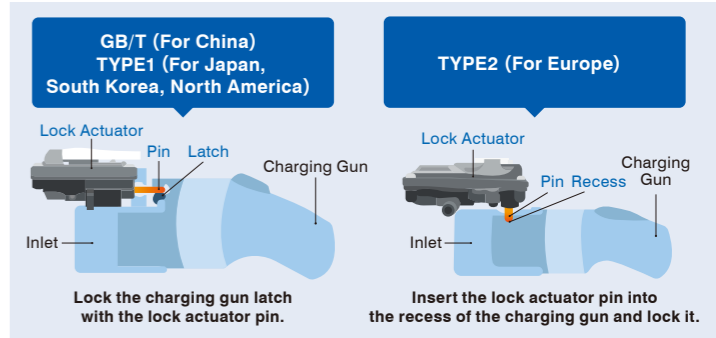 GB/T (For China)
TYPE1 (For Japan,
South Korea, North America)
Lock Actuator
Pin
Latch
Charging Gun
Inlet
Lock the charging gun latch
with the lock actuator pin.
TYPE2 (For Europe)
Lock Actuator
Charging
Gun
Pin
Recess
Inlet
Insert the lock actuator pin into
the recess of the charging gun and lock it.